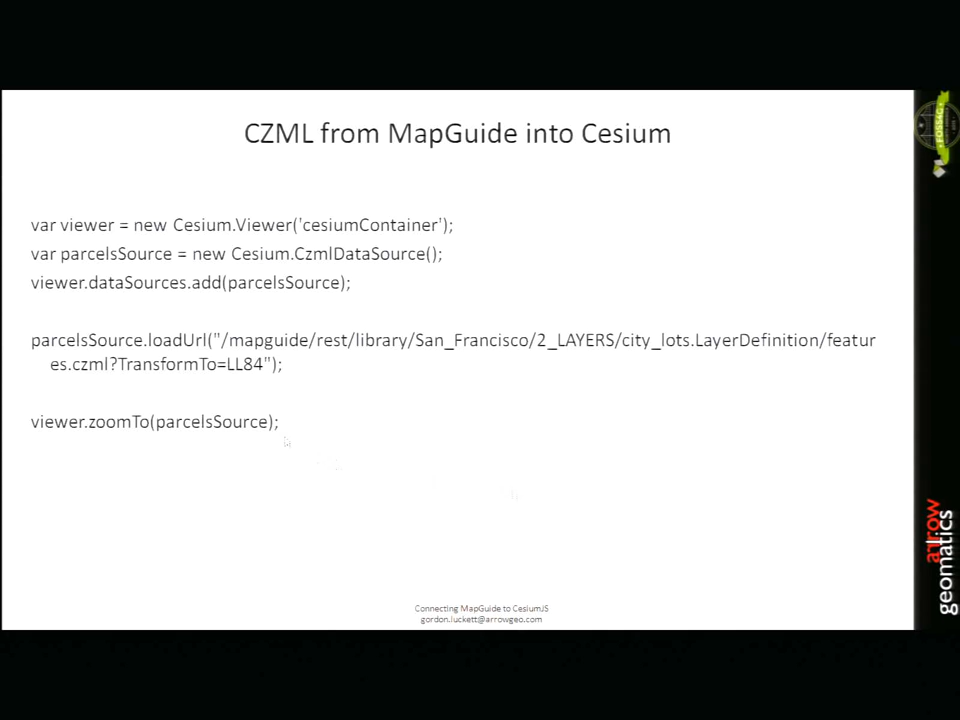 CZML from MapGuide into Cesium
var viewer = new Cesium.Viewer('cesiumContainer');
var parcelsSource = new Cesium.CzmlDataSource();
viewer.dataSources.add(parcelsSource);
parcelsSource.loadUrl("/mapguide/rest/library/San_Francisco/2_LAYERS/city_lots.LayerDefinition/featur
es.czml?TransformTo=LL84");
viewer.zoomTo(parcelsSource);
Connecting MapGuide to CesiumJS
gordon.luckett@arrowgeo.com
FOSS4G
arrow
geomatics